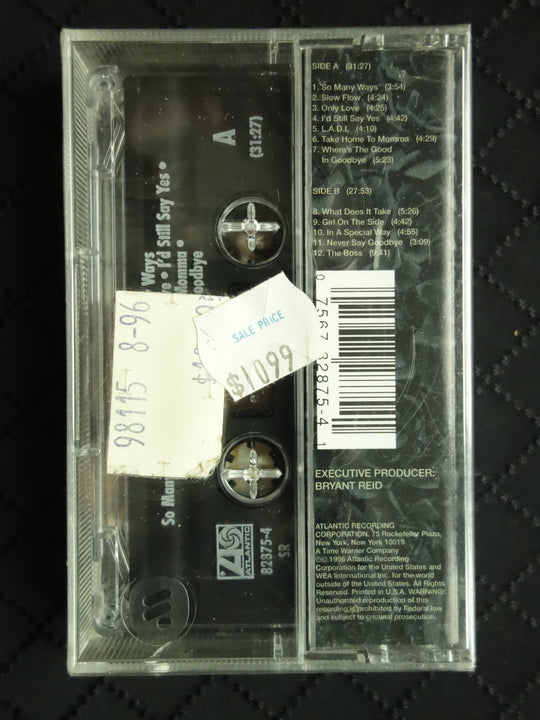 SIDE A (31:27)
1. So Many Ways (3:54)
2. Slow Flow (4:24)
3. Only Love (4:25)
4. I'd Still Say Yes (4:42)
5. L.A.D.I. (4:10)
6. Take Home To Momma (4:29)
7. Where's The Good
In Goodbye (5:23)
SIDE B (27:53)
8. What Does It Take (5:26)
9. Girl On The Side (4:42)
10. In A Special Way (4:55)
11. Never Say Goodbye (3:09)
12. The Boss (9:41)
7567 82875-4 1
EXECUTIVE PRODUCER:
BRYANT REID
ATLANTIC RECORDING
CORPORATION, 75 Rockefeller Plaza,
New York, New York 10019
A Time Warner Company
℗© 1996 Atlantic Recording
Corporation for the United States and
WEA International Inc. for the world
outside of the United States. All Rights
Reserved. Printed in U.S.A. WARNING:
Unauthorized reproduction of this
recording is prohibited by Federal law
and subject to criminal prosecution.
A
(31:27)
Ways
• I'd Still Say Yes •
Momma •
Goodbye
So Man
98115 8-96
SALE PRICE
$1099
ATLANTIC
82875-4
SR